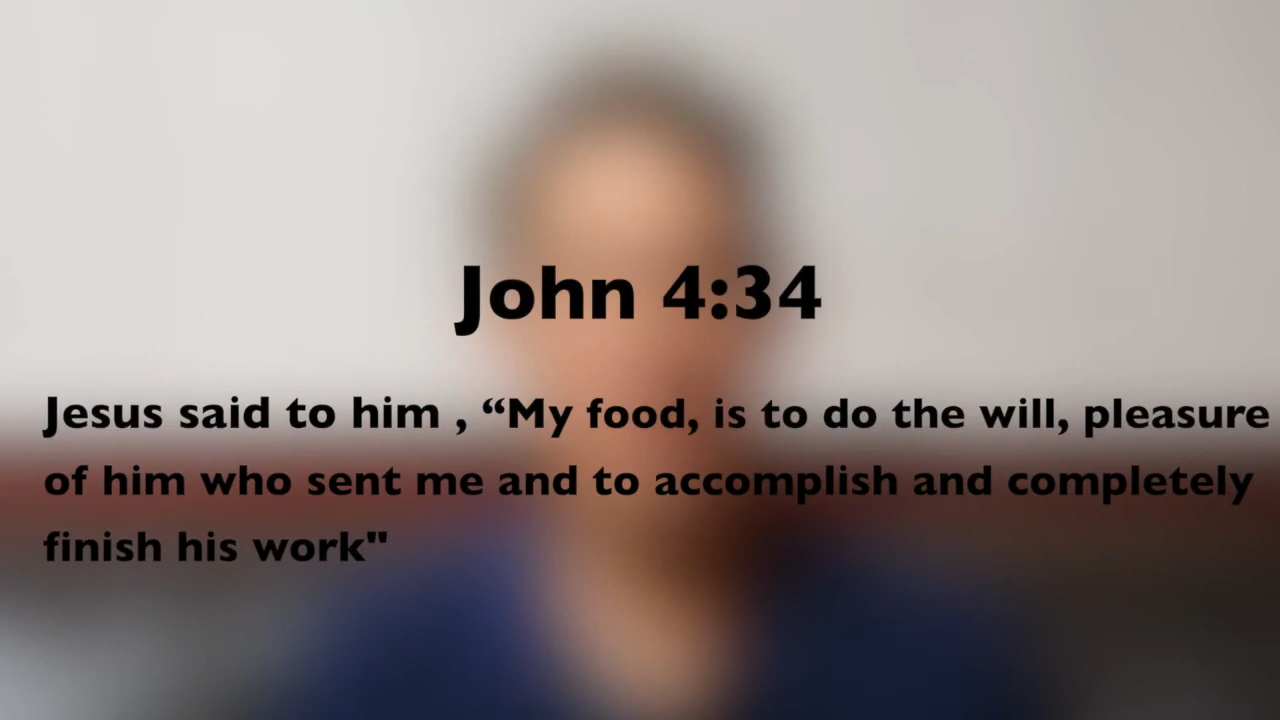 John 4:34
Jesus said to him , “My food, is to do the will, pleasure
of him who sent me and to accomplish and completely
finish his work"